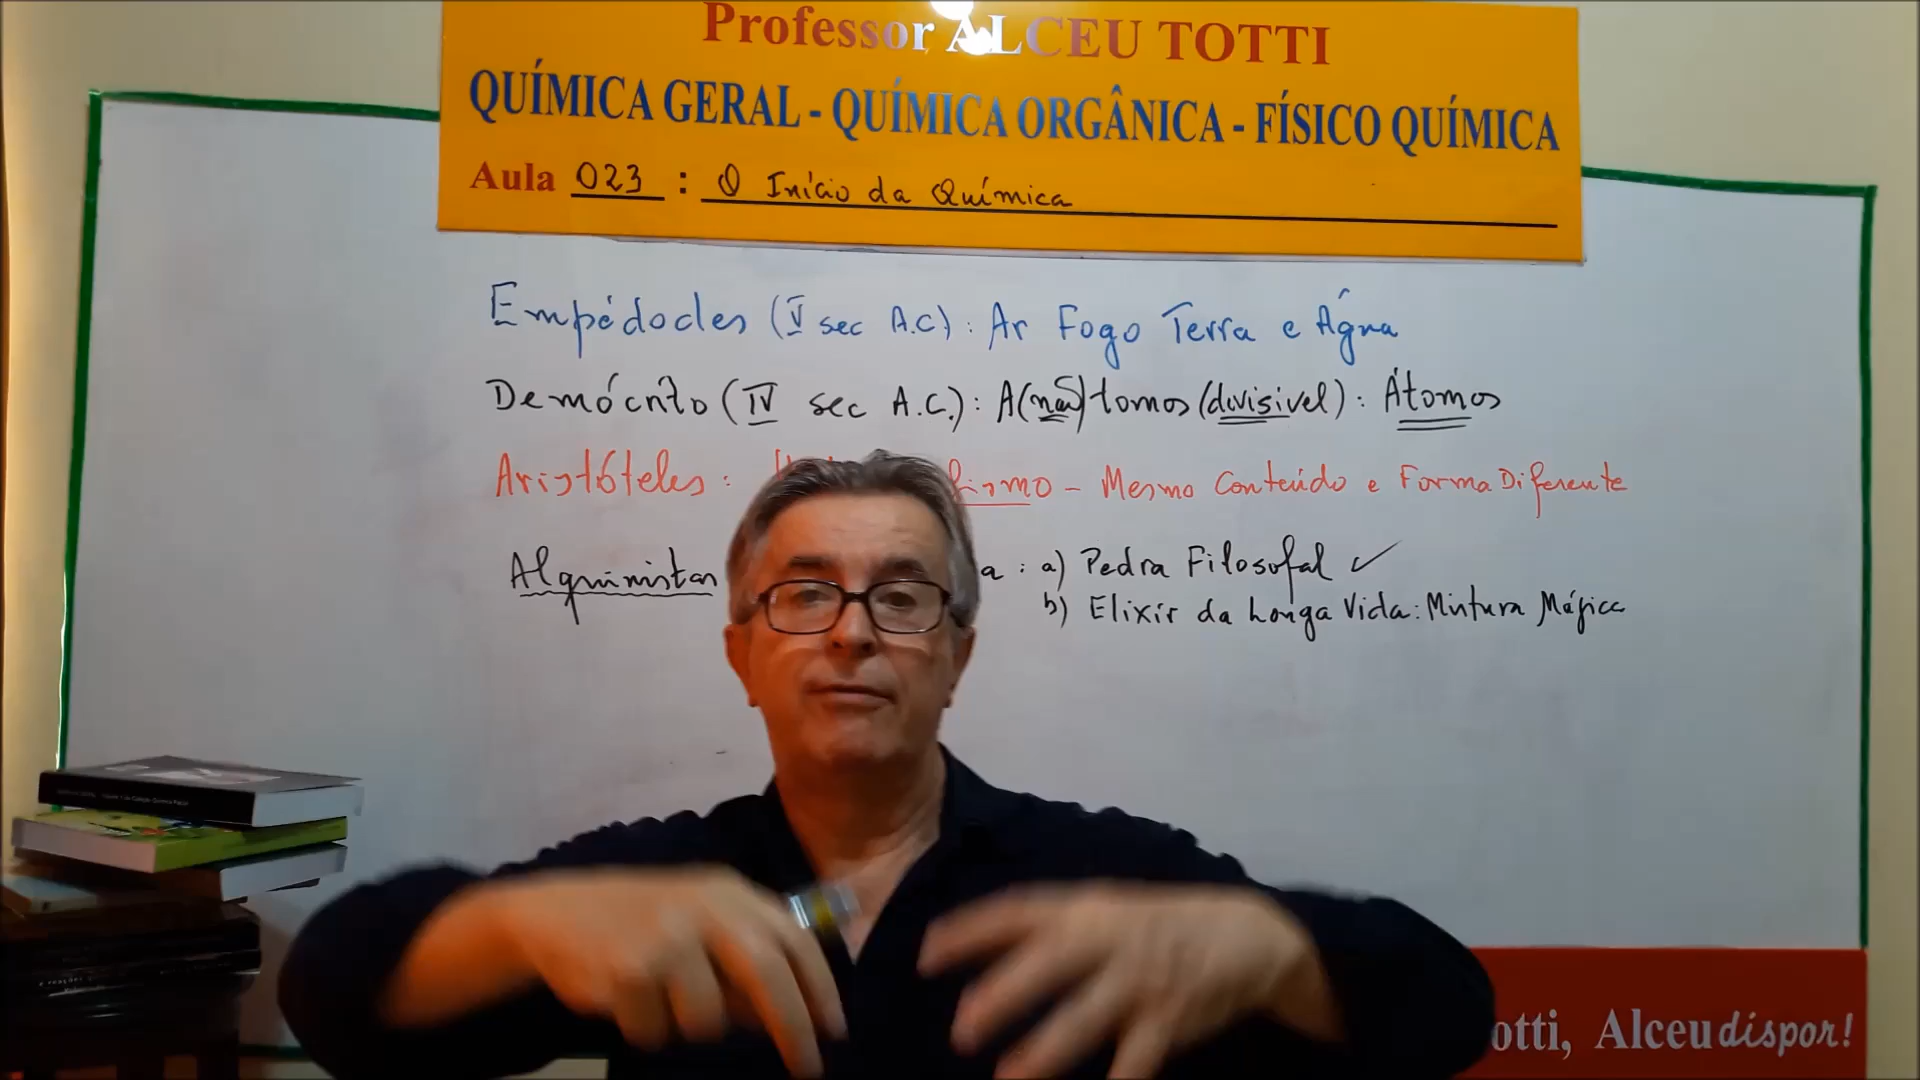 Professor ALCEU TOTTI
QUÍMICA GERAL - QUÍMICA ORGÂNICA - FÍSICO QUÍMICA
Aula 023 : O Início da Química
Empédocles (V sec A.C) : Ar Fogo Terra e Água
Demócrito (IV sec A.C.) : A(não)tomos (divisivel) : Átomos
Aristóteles : fismo - Mesmo Conteúdo e Forma Diferente
Alquimistas a : a) Pedra Filosofal ✓
b) Elixir da Longa Vida : Mistura Mágica
otti, Alceu dispor!